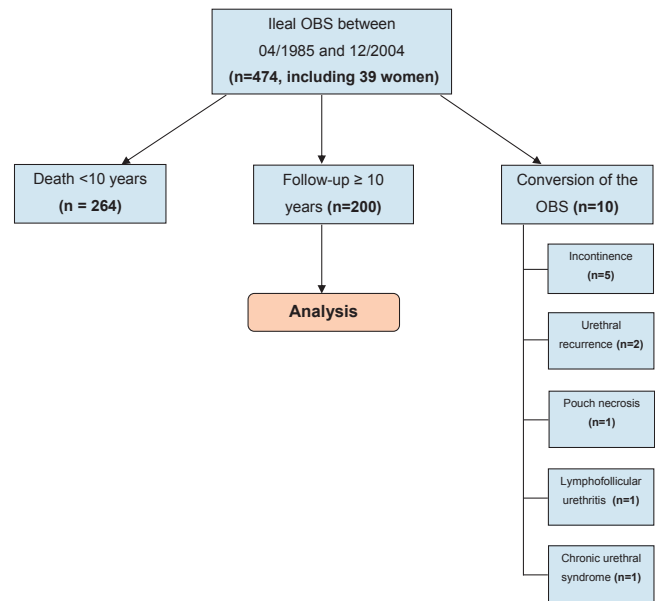 Ileal OBS between
04/1985 and 12/2004
(n=474, including 39 women)
Death <10 years
(n = 264)
Follow-up ≥ 10
years (n=200)
Conversion of the
OBS (n=10)
Analysis
Incontinence
(n=5)
Urethral
recurrence (n=2)
Pouch necrosis
(n=1)
Lymphofollicular
urethritis (n=1)
Chronic urethral
syndrome (n=1)